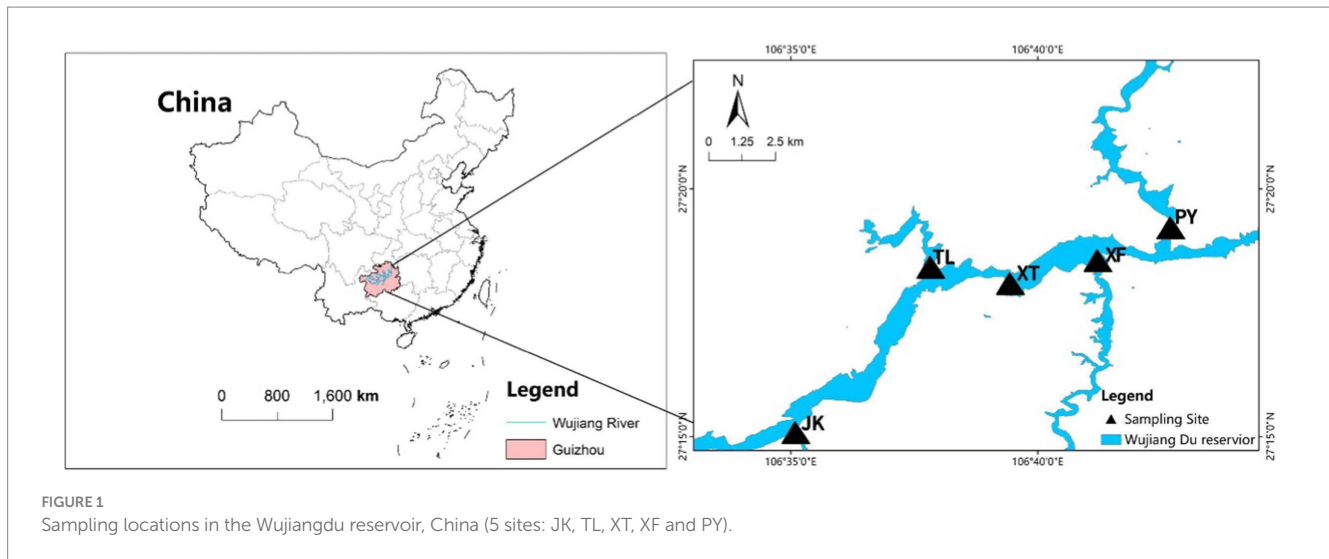 China
0 800 1,600 km
Legend
Wujiang River
Guizhou
106°35'0"E 106°40'0"E
N
0 1.25 2.5 km
27°20'0"N 27°20'0"N
PY
TL
XF
XT
JK
Legend
Sampling Site
Wujiang Du reservior
27°15'0"N 27°15'0"N
106°35'0"E 106°40'0"E
FIGURE 1
Sampling locations in the Wujiangdu reservoir, China (5 sites: JK, TL, XT, XF and PY).